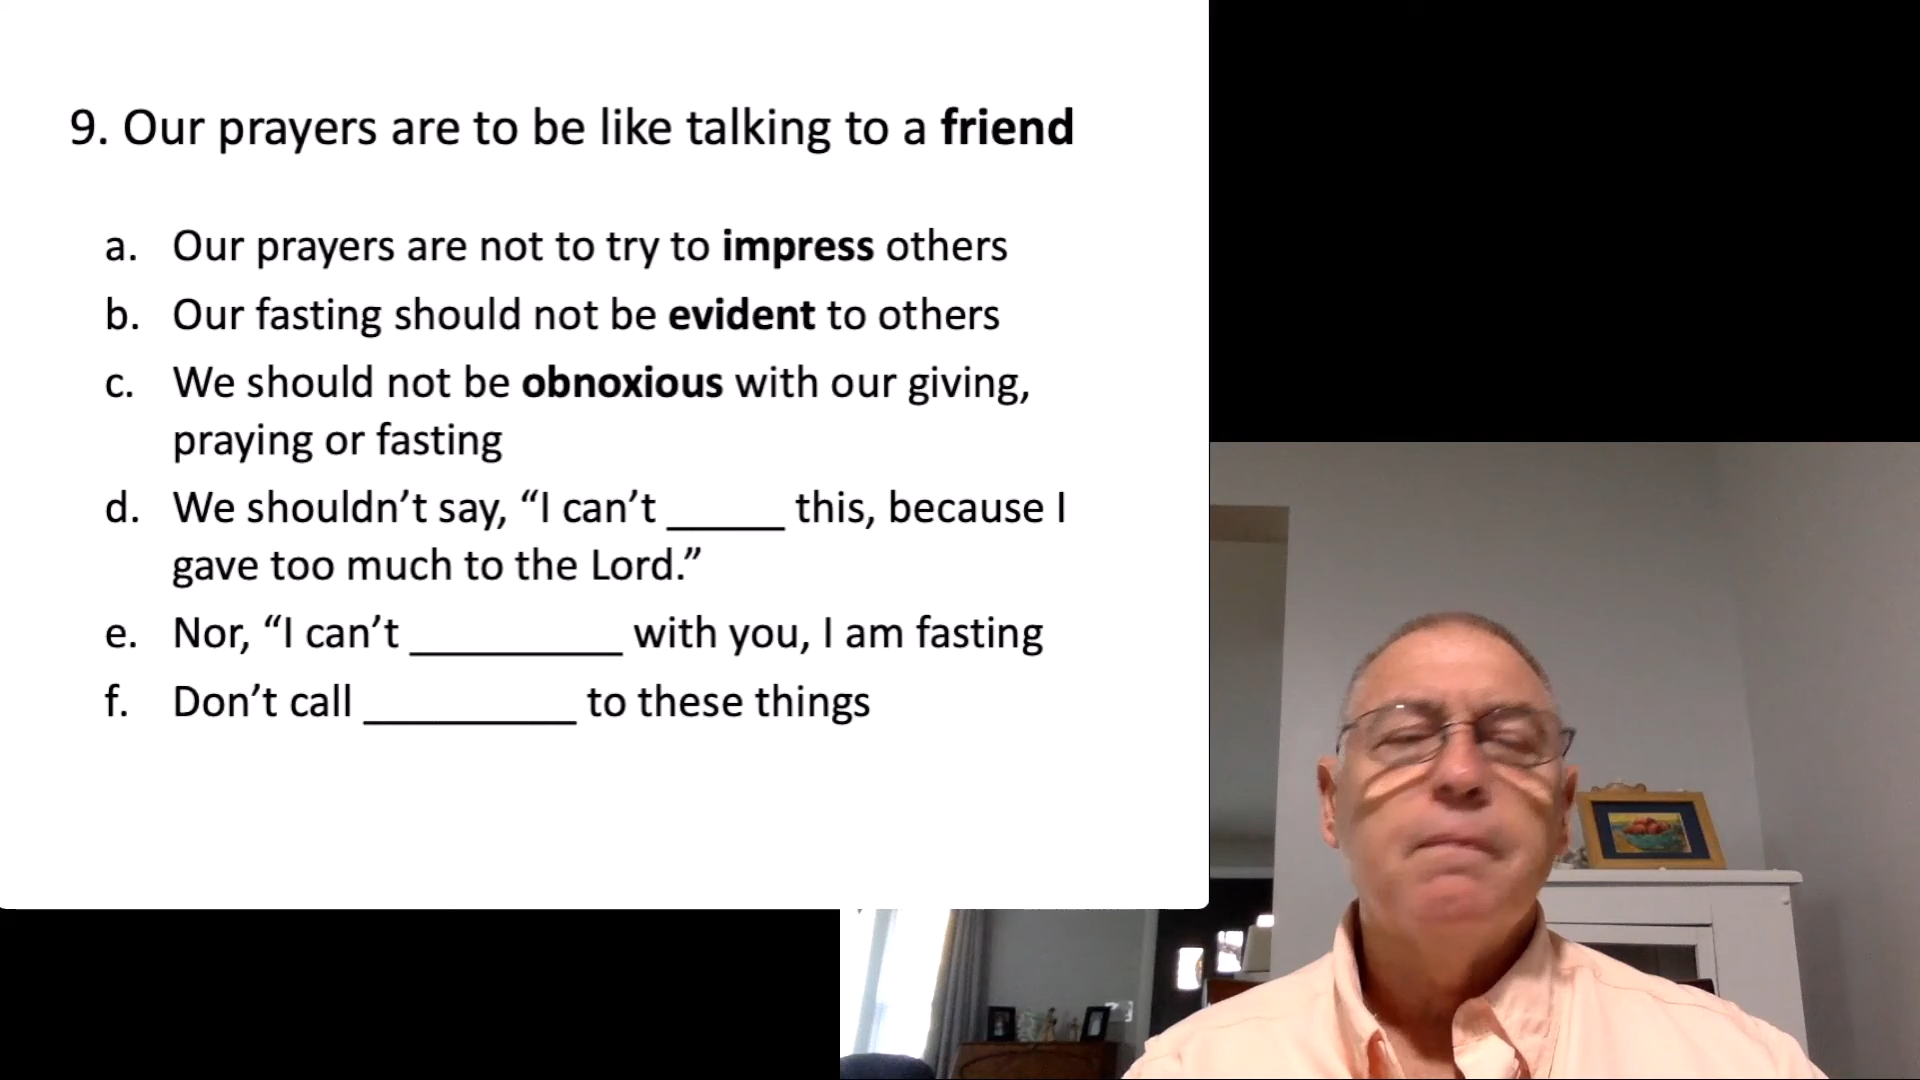 9. Our prayers are to be like talking to a friend
a. Our prayers are not to try to impress others
b. Our fasting should not be evident to others
c. We should not be obnoxious with our giving,
praying or fasting
d. We shouldn’t say, “I can’t _____ this, because I
gave too much to the Lord.”
e. Nor, “I can’t _________ with you, I am fasting
f. Don’t call _________ to these things